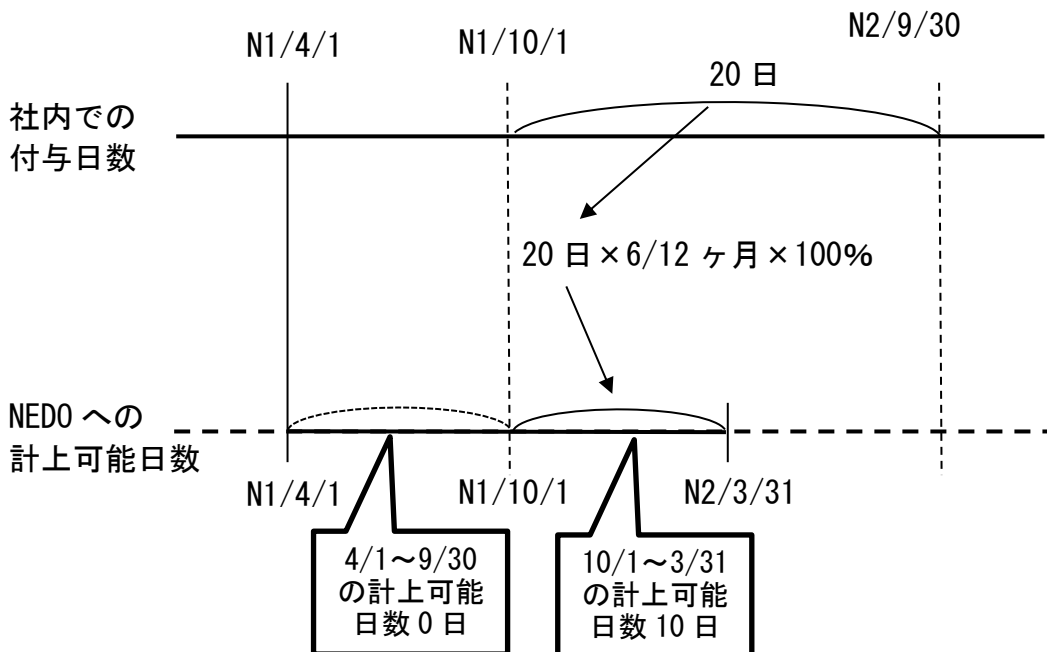 N1/4/1
N1/10/1
N2/9/30
20 日
社内での
付与日数
20 日×6/12 ヶ月×100%
NEDO への
計上可能日数
N1/4/1
N1/10/1
N2/3/31
4/1～9/30
の計上可能
日数 0 日
10/1～3/31
の計上可能
日数 10 日